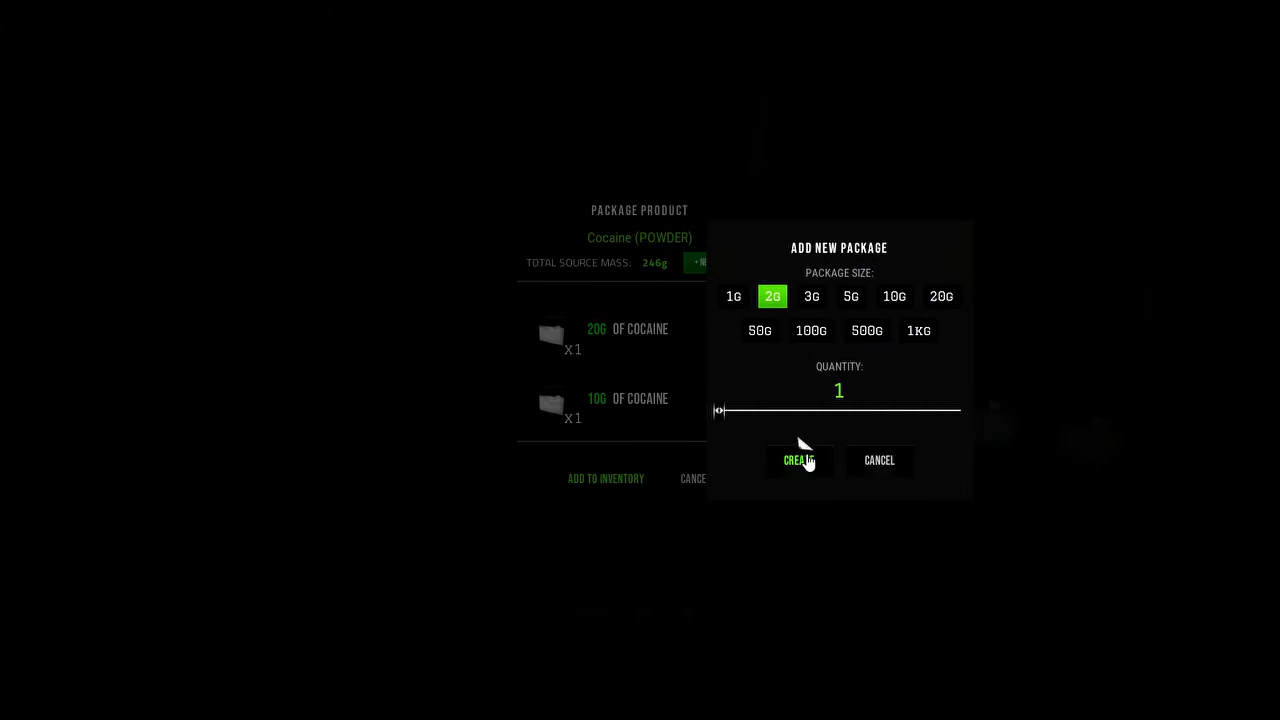 PACKAGE PRODUCT
Cocaine (POWDER)
TOTAL SOURCE MASS: 246g
20G OF COCAINE
X1
10G OF COCAINE
X1
ADD TO INVENTORY
ADD NEW PACKAGE
PACKAGE SIZE:
1G 2G 3G 5G 10G 20G
50G 100G 500G 1KG
QUANTITY:
1
CANCEL